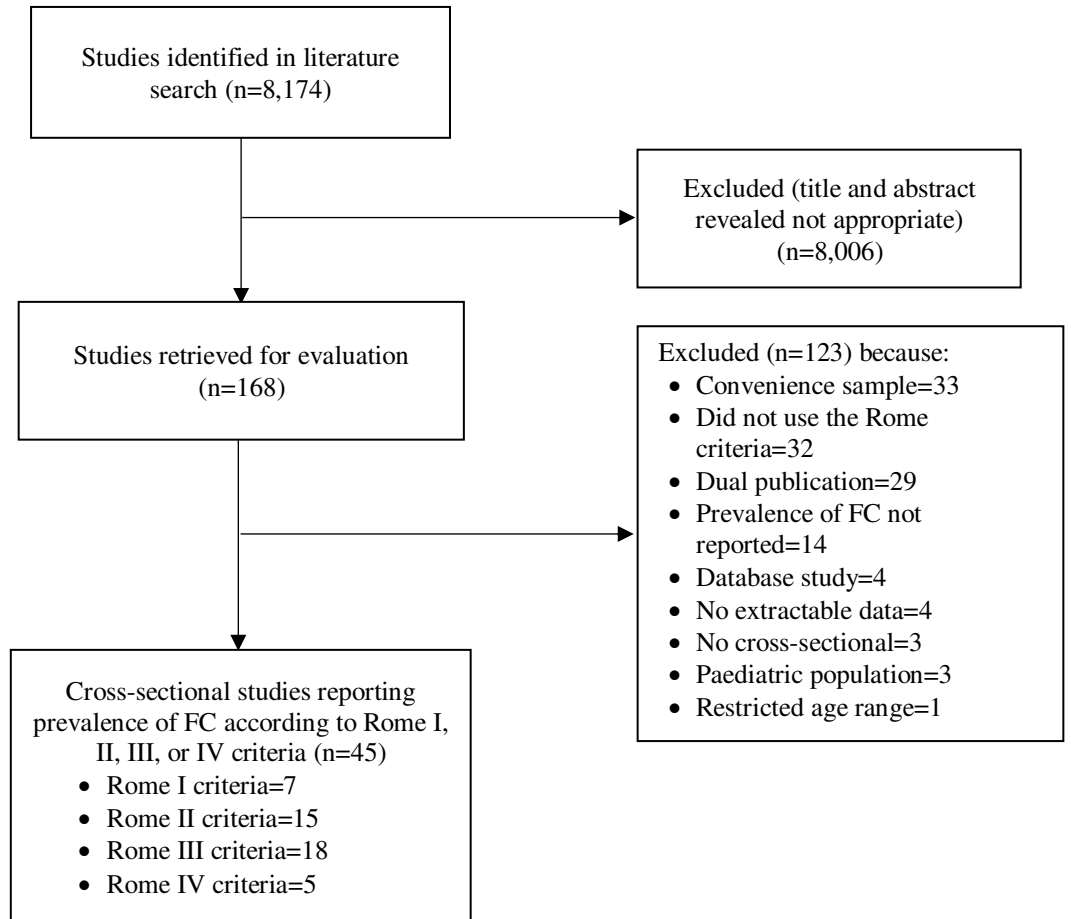 Studies identified in literature
search (n=8,174)
Excluded (title and abstract
revealed not appropriate)
(n=8,006)
Studies retrieved for evaluation
(n=168)
Excluded (n=123) because:
• Convenience sample=33
• Did not use the Rome
criteria=32
• Dual publication=29
• Prevalence of FC not
reported=14
• Database study=4
• No extractable data=4
• No cross-sectional=3
• Paediatric population=3
• Restricted age range=1
Cross-sectional studies reporting
prevalence of FC according to Rome I,
II, III, or IV criteria (n=45)
• Rome I criteria=7
• Rome II criteria=15
• Rome III criteria=18
• Rome IV criteria=5